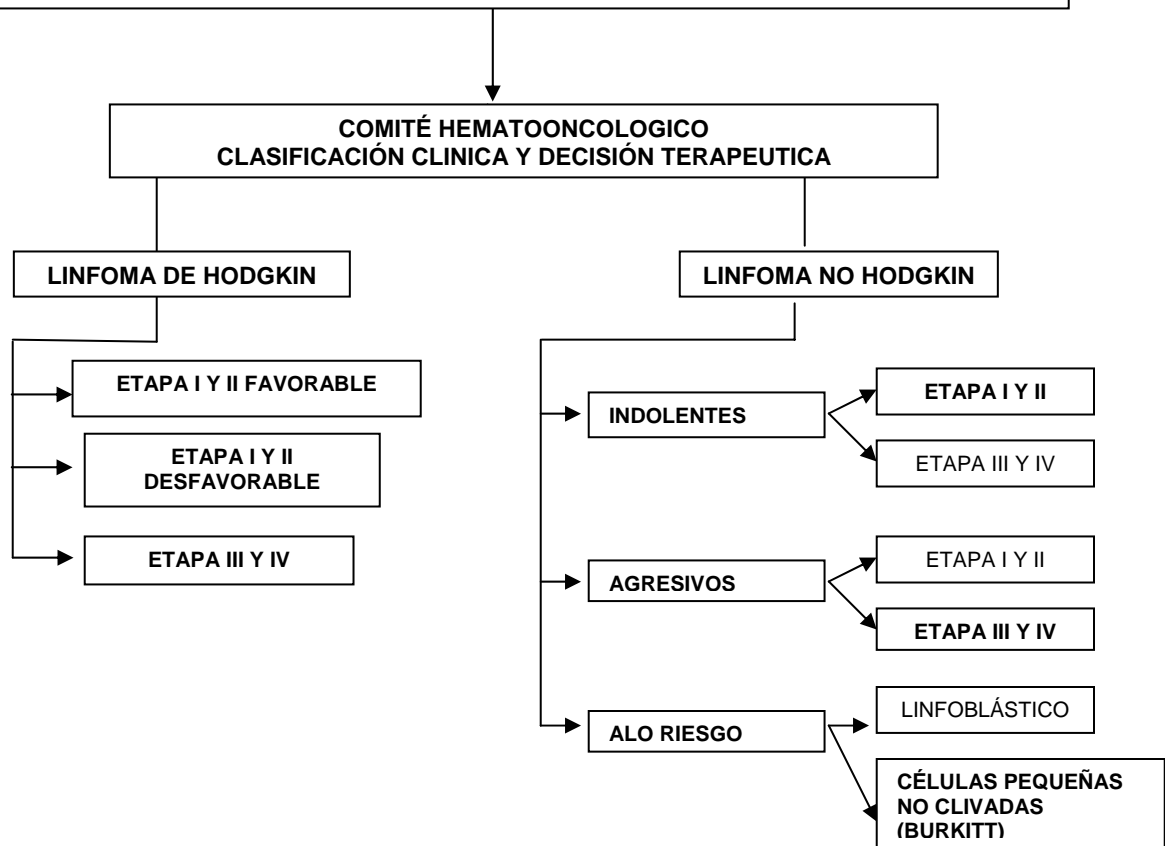 COMITÉ HEMATOONCOLOGICO
CLASIFICACIÓN CLINICA Y DECISIÓN TERAPEUTICA
LINFOMA DE HODGKIN
LINFOMA NO HODGKIN
ETAPA I Y II FAVORABLE
ETAPA I Y II
DESFAVORABLE
ETAPA III Y IV
INDOLENTES
ETAPA I Y II
ETAPA III Y IV
AGRESIVOS
ETAPA I Y II
ETAPA III Y IV
ALO RIESGO
LINFOBLÁSTICO
CÉLULAS PEQUEÑAS
NO CLIVADAS
(BURKITT)